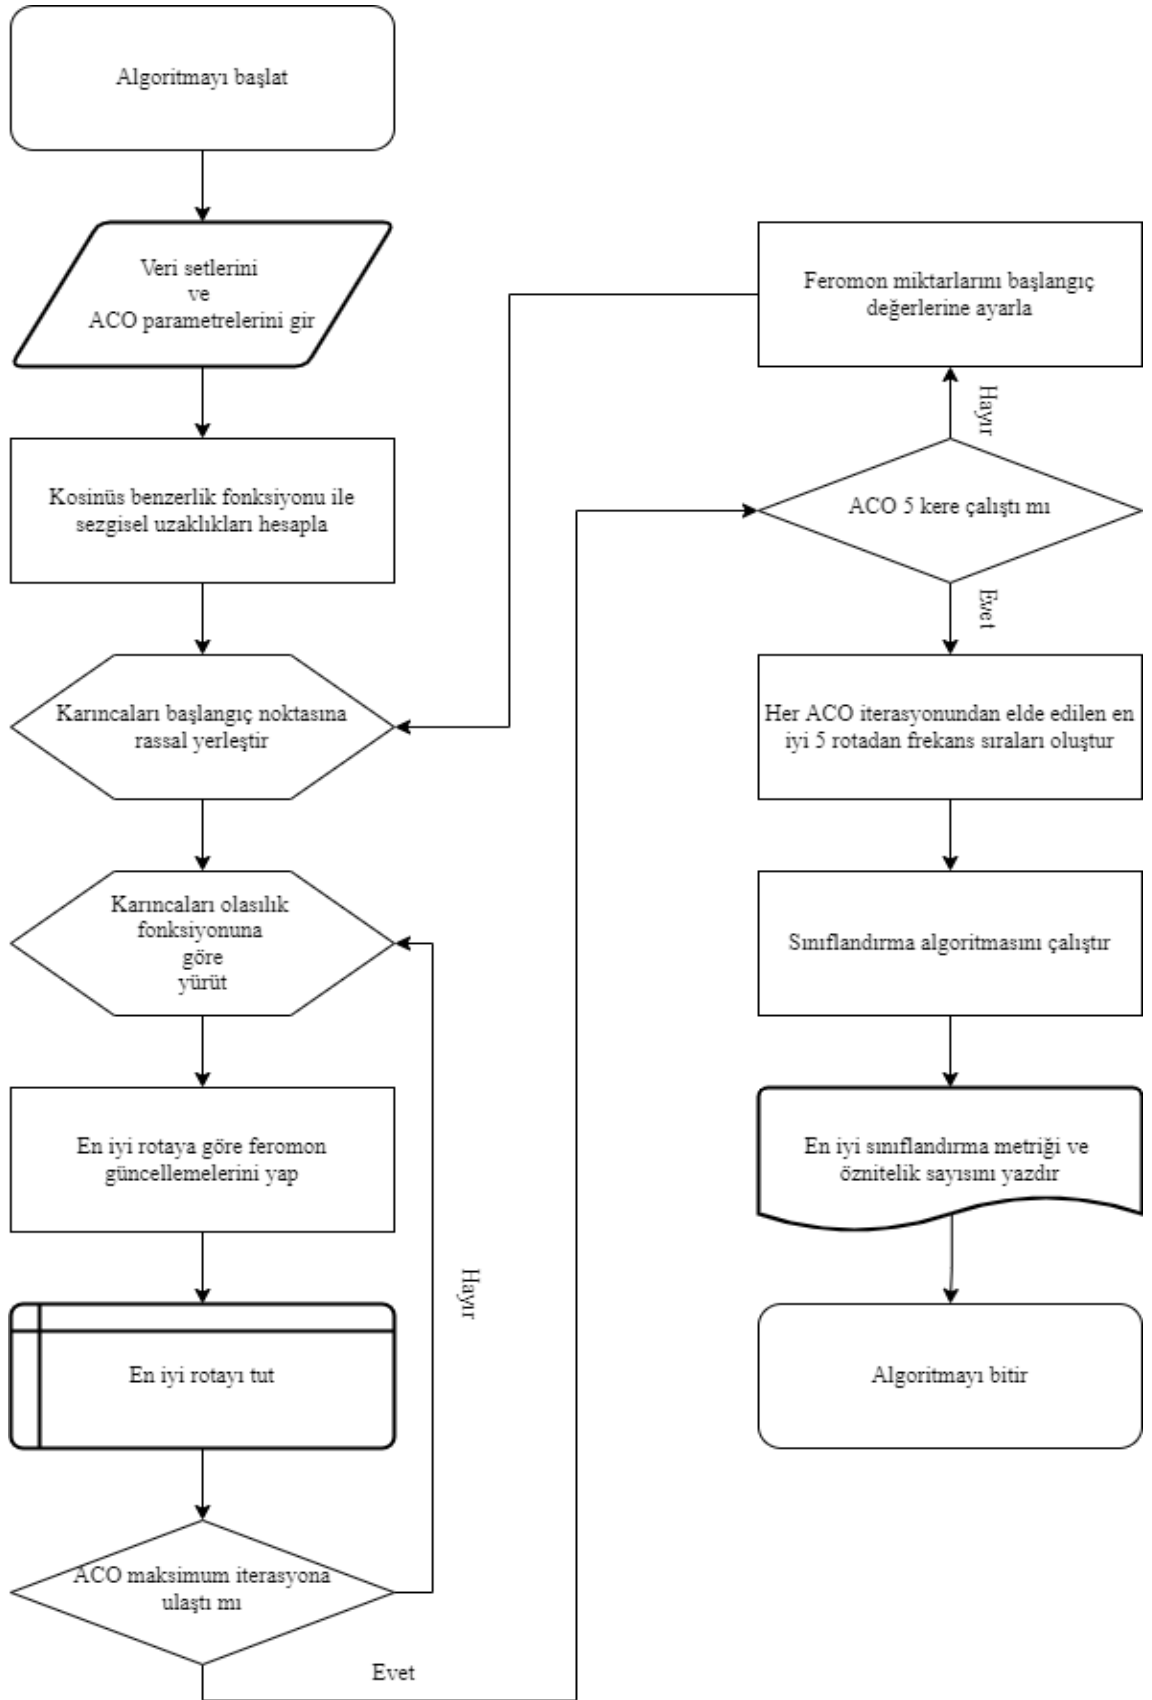 Algoritmayı başlat
Veri setlerini
ve
ACO parametrelerini gir
Kosinüs benzerlik fonksiyonu ile
sezgisel uzaklıkları hesapla
Karıncaları başlangıç noktasına
rassal yerleştir
Karıncaları olasılık
fonksiyonuna
göre
yürüt
En iyi rotaya göre feromon
güncellemelerini yap
En iyi rotayı tut
ACO maksimum iterasyona
ulaştı mı
Hayır
Evet
Feromon miktarlarını başlangıç
değerlerine ayarla
Hayır
ACO 5 kere çalıştı mı
Evet
Her ACO iterasyonundan elde edilen en
iyi 5 rotadan frekans sıraları oluştur
Sınıflandırma algoritmasını çalıştır
En iyi sınıflandırma metriği ve
öznitelik sayısını yazdır
Algoritmayı bitir